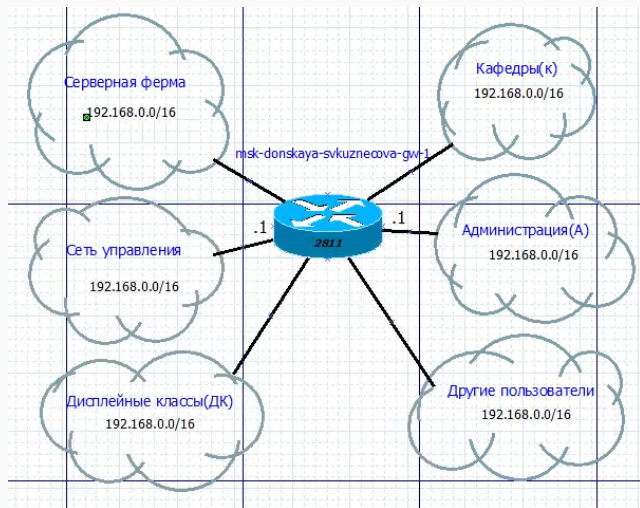 Серверная ферма
192.168.0.0/16
Кафедры(к)
192.168.0.0/16
msk-donskaya-svkuznecova-gw-1
.1
.1
2811
Сеть управления
192.168.0.0/16
Администрация(А)
192.168.0.0/16
Дисплейные классы(ДК)
192.168.0.0/16
Другие пользователи
192.168.0.0/16